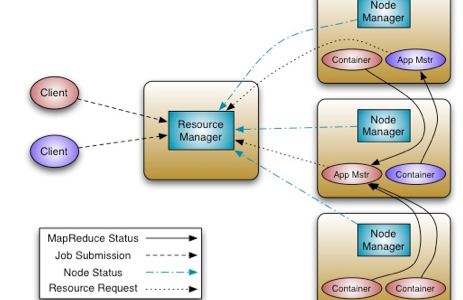 Node
Manager
Container
App Mstr
Client
Resource
Manager
Node
Manager
Client
App Mstr
Container
MapReduce Status
Job Submission
Node Status
Resource Request
Node
Manager
Container
Container